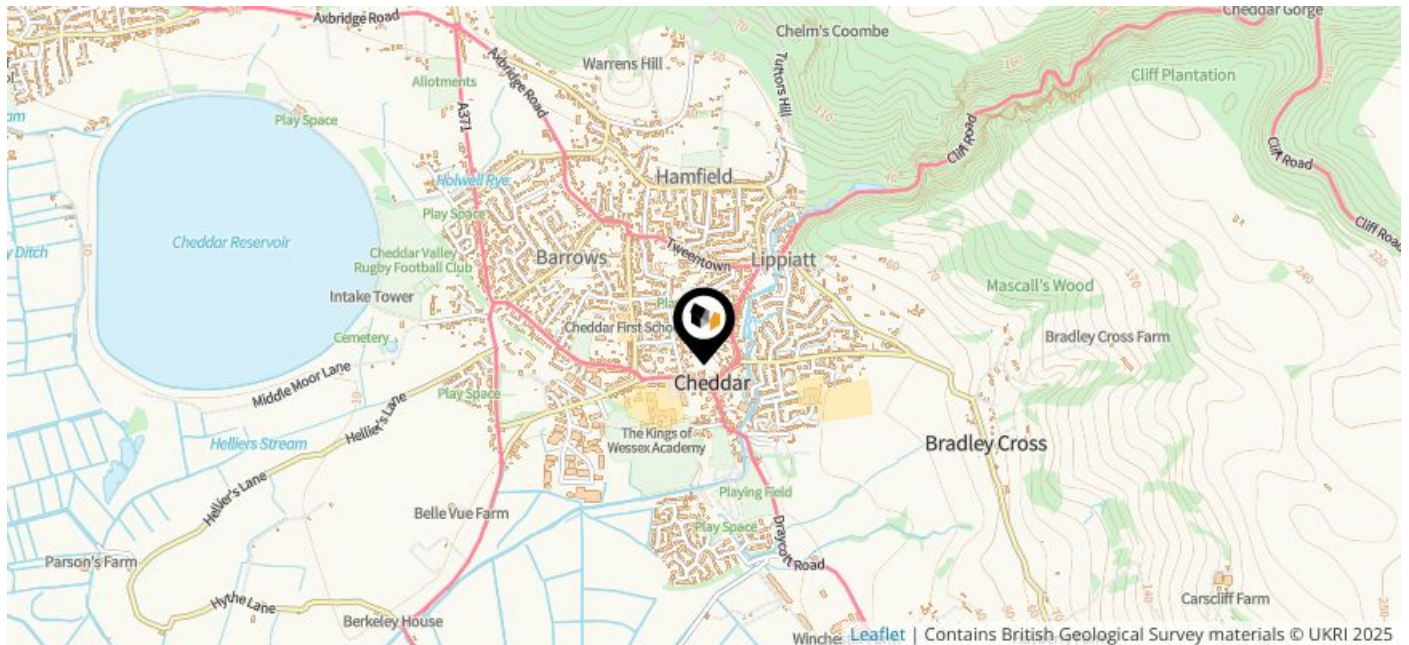 Axbridge Road
Cheddar Gorge
Chelm's Coombe
Warrens Hill
Tuttors Hill
Cliff Plantation
Allotments
Axbridge Road
A371
Play Space
Cliff Road
Cliff Road
Holwell Rye
Hamfield
Play Space
Cliff Road
Cheddar Reservoir
Ditch
Cheddar Valley
Rugby Football Club
Barrows
Tweentown
Lippiatt
Mascall's Wood
Intake Tower
Cheddar First
Cemetery
Bradley Cross Farm
Middle Moor Lane
Cheddar
Play Space
Hellier's Lane
Helliers Stream
The Kings of
Wessex Academy
Bradley Cross
Hellier's Lane
Playing Field
Belle Vue Farm
Play Space
Draycott Road
Parson's Farm
Hythe Lane
Berkeley House
Carscliff Farm
Leaflet | Contains British Geological Survey materials © UKRI 2025